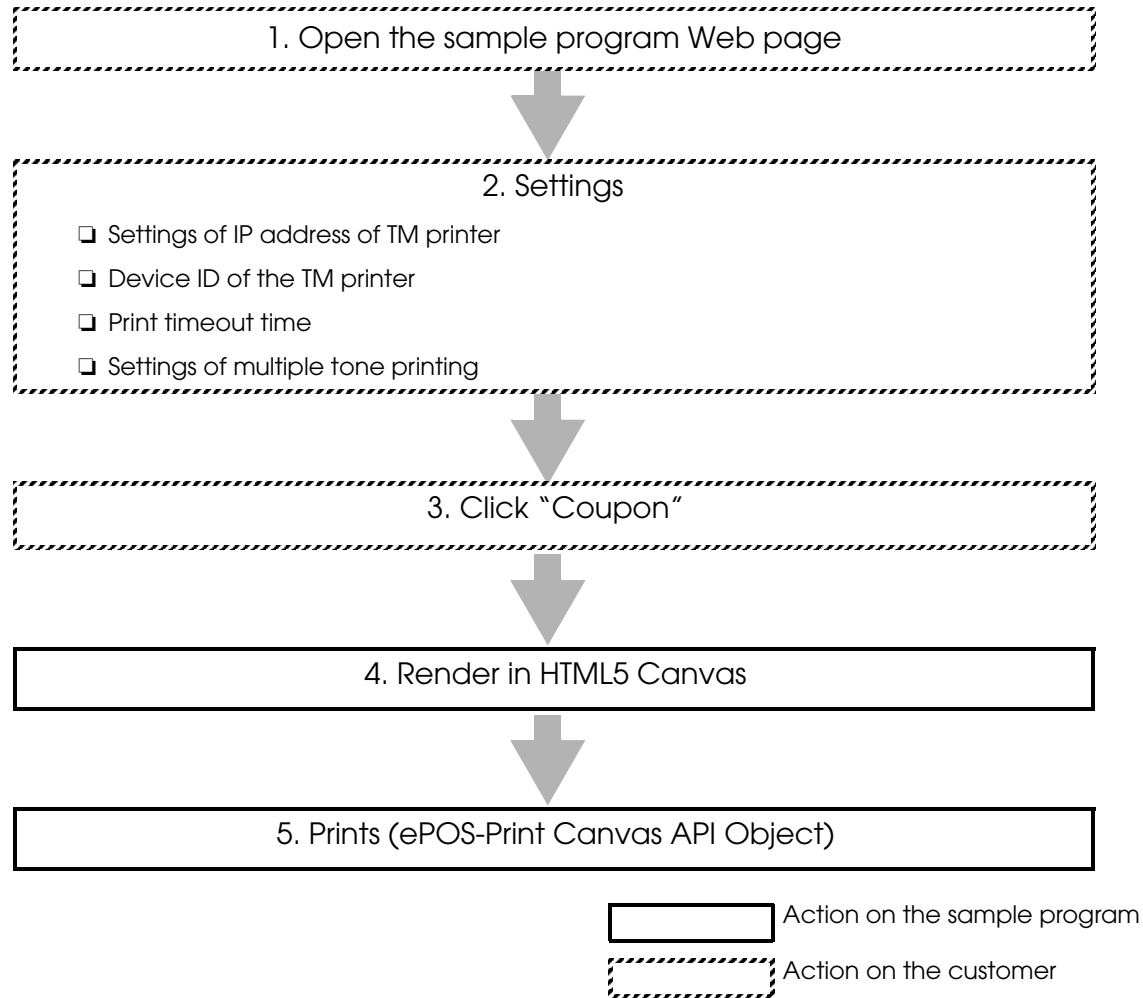 1. Open the sample program Web page
2. Settings
❏ Settings of IP address of TM printer
❏ Device ID of the TM printer
❏ Print timeout time
❏ Settings of multiple tone printing
3. Click “Coupon”
4. Render in HTML5 Canvas
5. Prints (ePOS-Print Canvas API Object)
Action on the sample program
Action on the customer